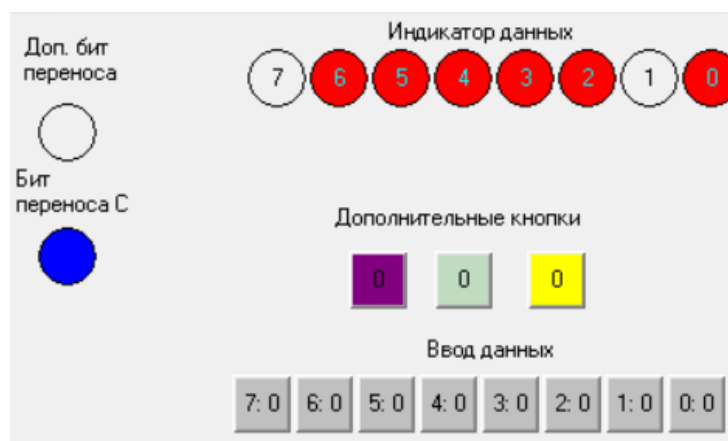 Доп. бит
переноса
Индикатор данных
7 6 5 4 3 2 1 0
Бит
переноса С
Дополнительные кнопки
0 0 0
Ввод данных
7: 0 6: 0 5: 0 4: 0 3: 0 2: 0 1: 0 0: 0